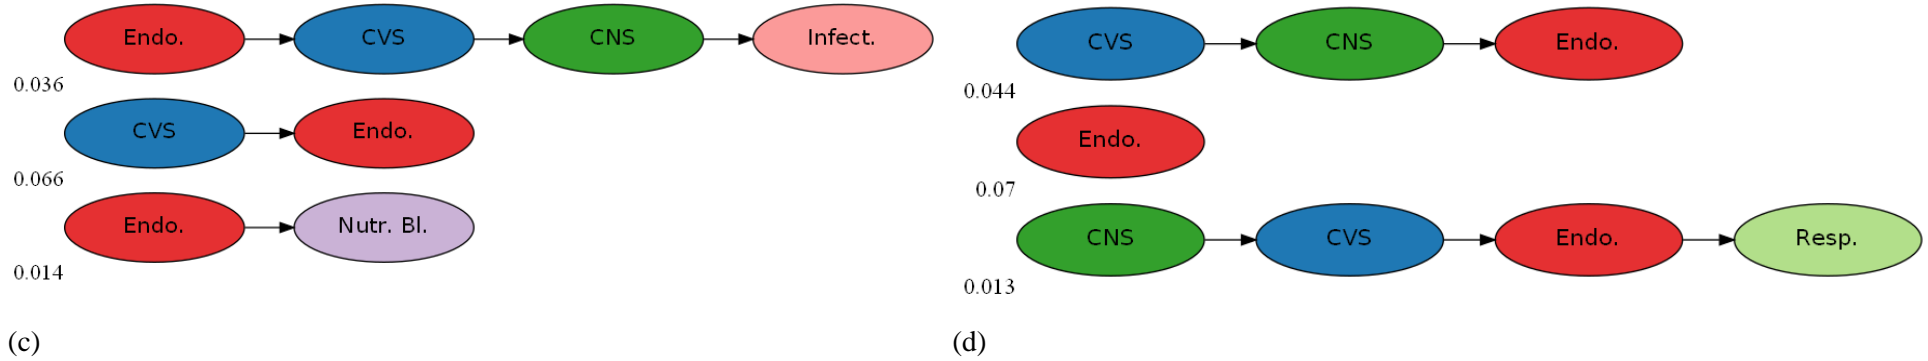 Endo. CVS CNS Infect.
0.036
CVS Endo.
0.066
Endo. Nutr. Bl.
0.014
(c)
CVS CNS Endo.
0.044
Endo.
0.07
CNS CVS Endo. Resp.
0.013
(d)